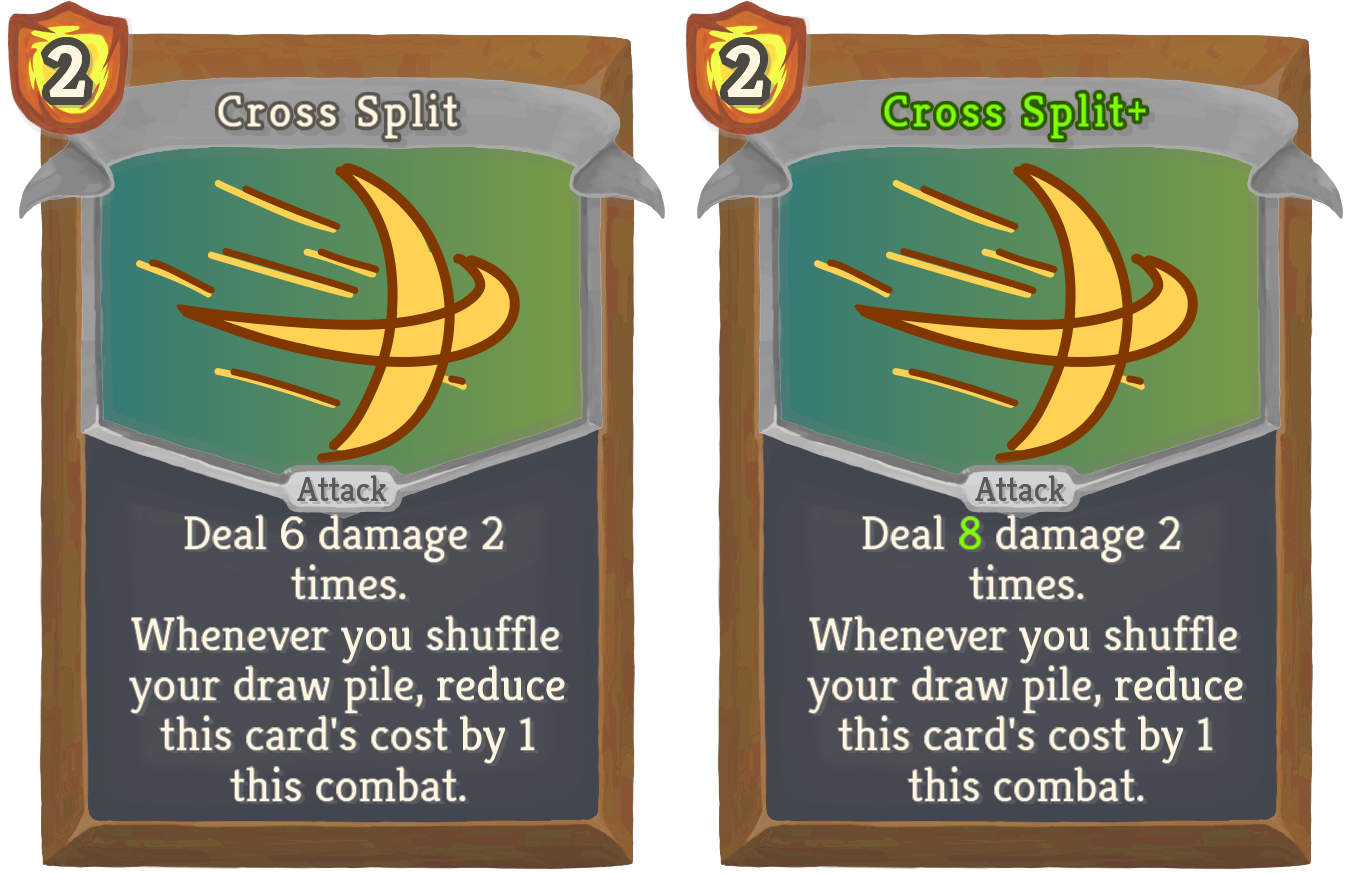 2
Cross Split
Attack
Deal 6 damage 2
times.
Whenever you shuffle
your draw pile, reduce
this card's cost by 1
this combat.
2
Cross Split+
Attack
Deal 8 damage 2
times.
Whenever you shuffle
your draw pile, reduce
this card's cost by 1
this combat.